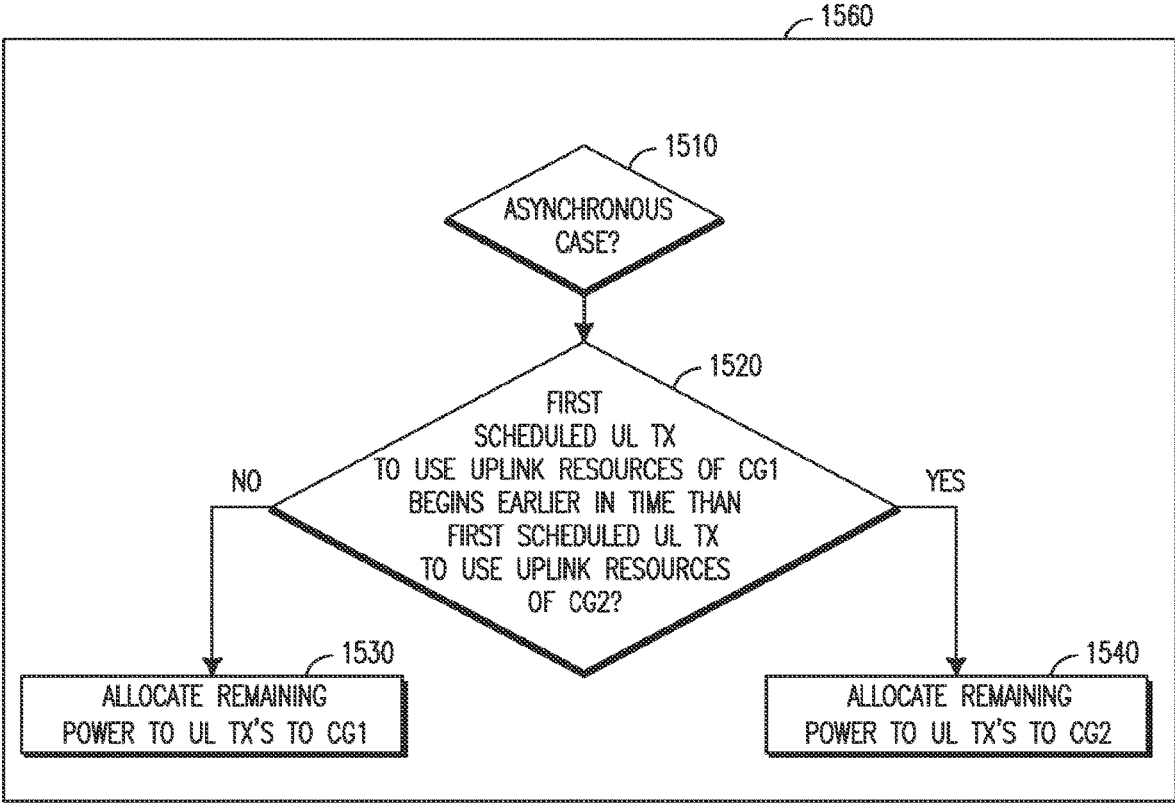 1560
1510
ASYNCHRONOUS
CASE?
1520
FIRST
SCHEDULED UL TX
TO USE UPLINK RESOURCES OF CG1
BEGINS EARLIER IN TIME THAN
FIRST SCHEDULED UL TX
TO USE UPLINK RESOURCES
OF CG2?
NO
YES
1530
ALLOCATE REMAINING
POWER TO UL TX'S TO CG1
1540
ALLOCATE REMAINING
POWER TO UL TX'S TO CG2